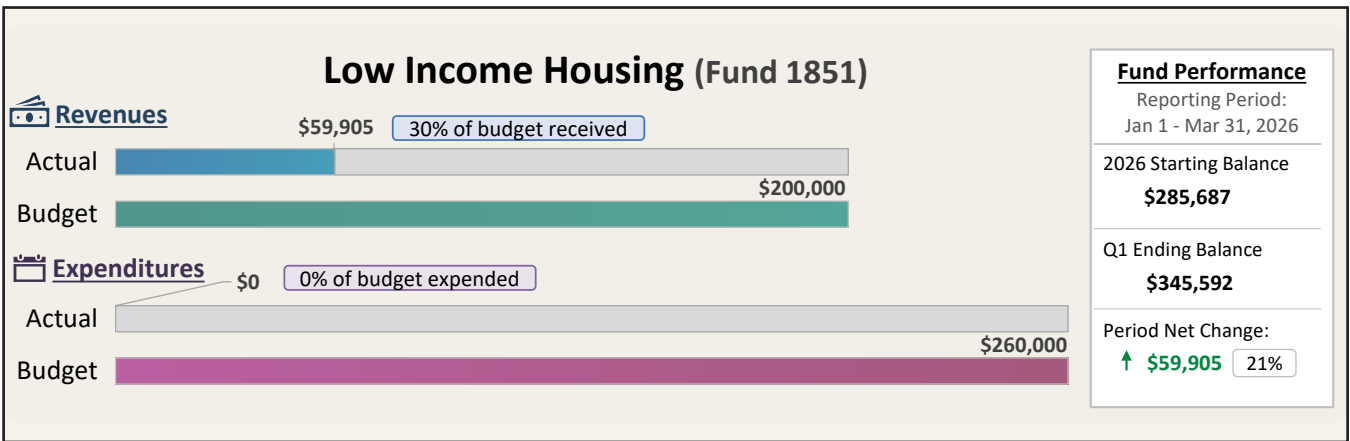 Low Income Housing (Fund 1851)
Revenues
$59,905
30% of budget received
Actual
$200,000
Budget
Expenditures
$0
0% of budget expended
Actual
$260,000
Budget
Fund Performance
Reporting Period:
Jan 1 - Mar 31, 2026
2026 Starting Balance
$285,687
Q1 Ending Balance
$345,592
Period Net Change:
$59,905 21%